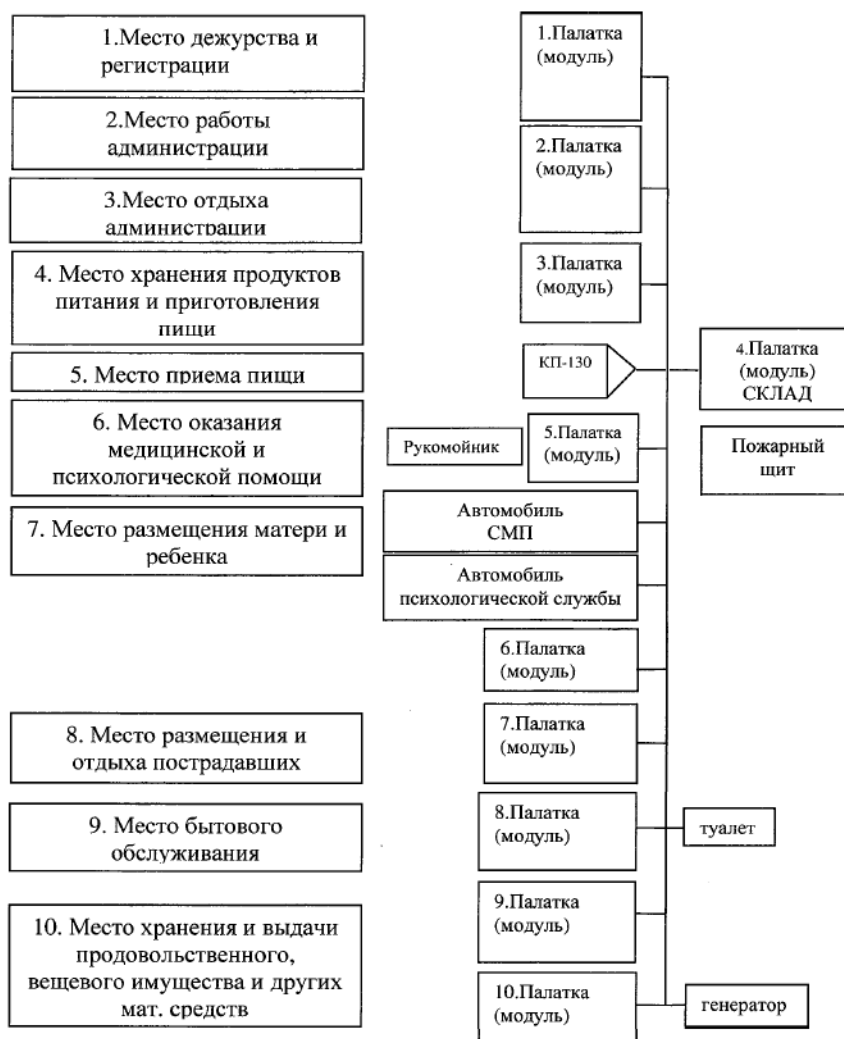 1.Место дежурства и
регистрации
2.Место работы
администрации
3.Место отдыха
администрации
4. Место хранения продуктов
питания и приготовления
пищи
5. Место приема пищи
6. Место оказания
медицинской и
психологической помощи
7. Место размещения матери и
ребенка
8. Место размещения и
отдыха пострадавших
9. Место бытового
обслуживания
10. Место хранения и выдачи
продовольственного,
вещевого имущества и других
мат. средств
1.Палатка
(модуль)
2.Палатка
(модуль)
3.Палатка
(модуль)
КП-130
4.Палатка
(модуль)
СКЛАД
Рукомойник
5.Палатка
(модуль)
Пожарный
щит
Автомобиль
СМП
Автомобиль
психологической службы
6.Палатка
(модуль)
7.Палатка
(модуль)
8.Палатка
(модуль)
туалет
9.Палатка
(модуль)
10.Палатка
(модуль)
генератор